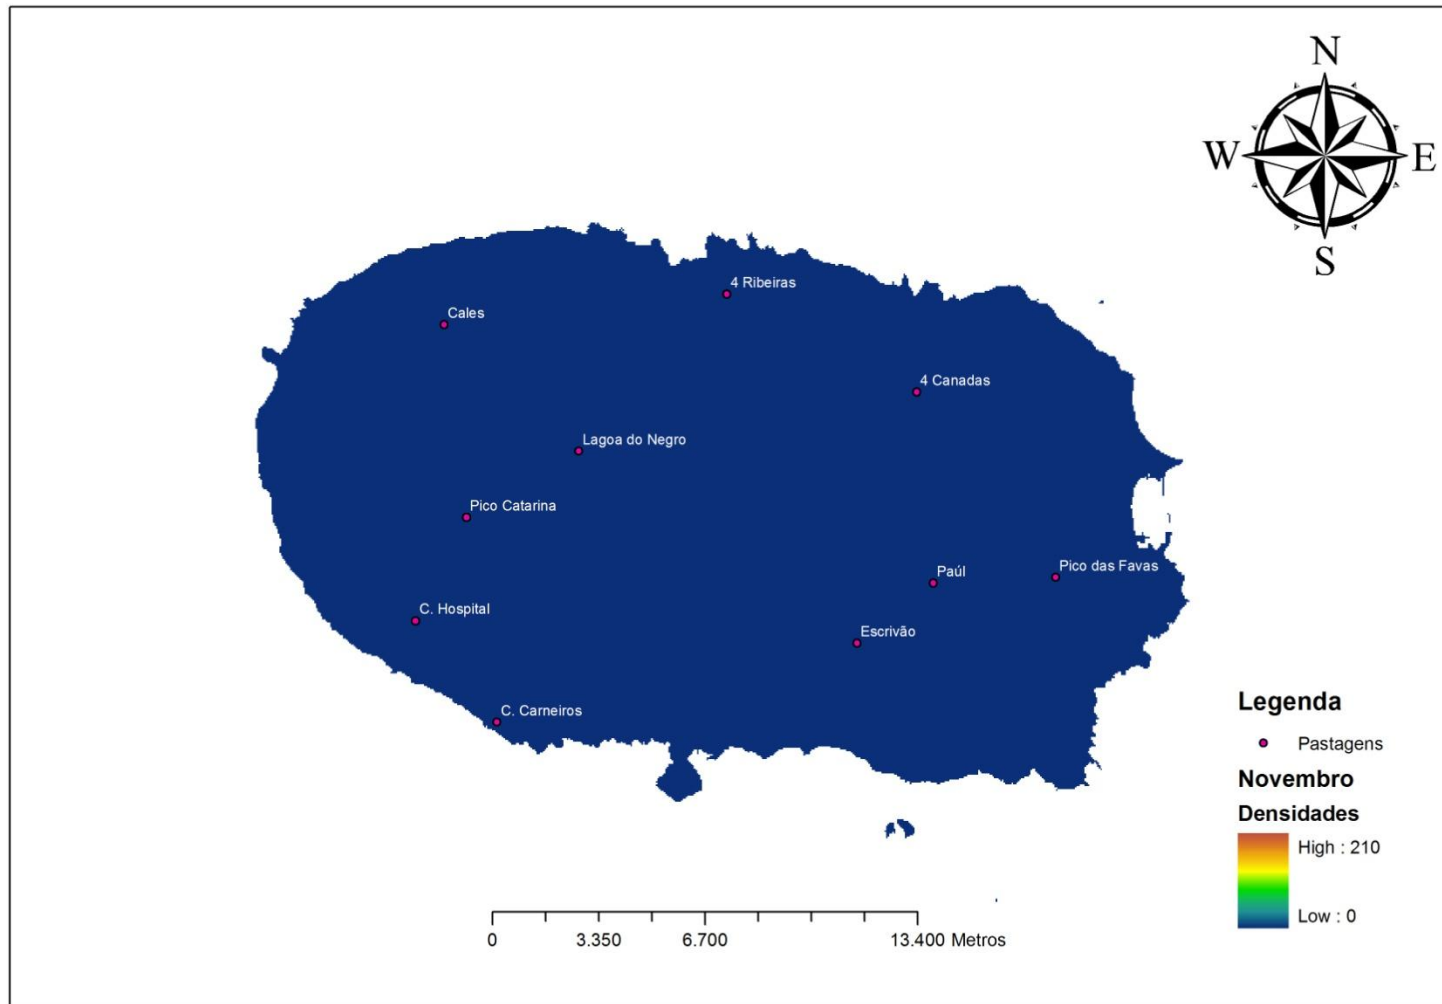 N
W
E
S
4 Ribeiras
Cales
4 Canadas
Lagoa do Negro
Pico Catarina
Paúl
Pico das Favas
C. Hospital
Escrivão
C. Carneiros
Legenda
Pastagens
Novembro
Densidades
High : 210
Low : 0
0 3.350 6.700 13.400 Metros